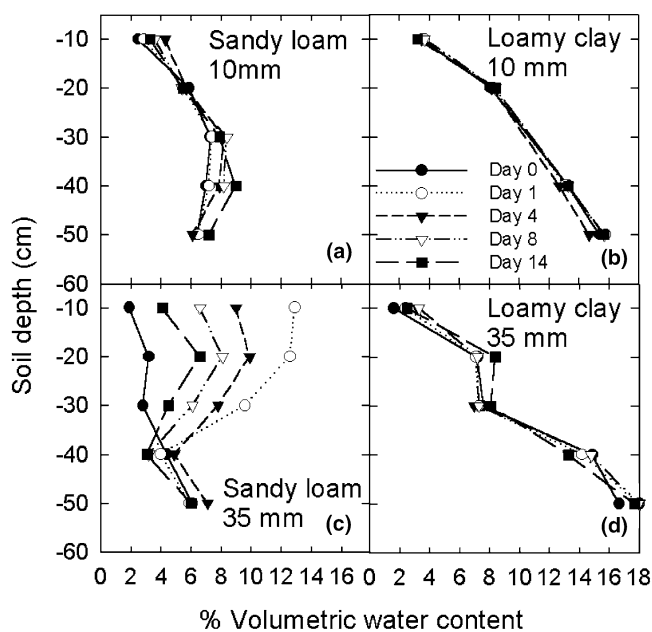 Sandy loam
10mm
(a)
Loamy clay
10 mm
Day 0
Day 1
Day 4
Day 8
Day 14
(b)
-10
-20
-30
-40
-50
-60
Sandy loam
35 mm
(c)
Loamy clay
35 mm
(d)
-10
-20
-30
-40
-50
-60
Soil depth (cm)
0 2 4 6 8 10 12 14 16
0 2 4 6 8 10 12 14 16 18
% Volumetric water content